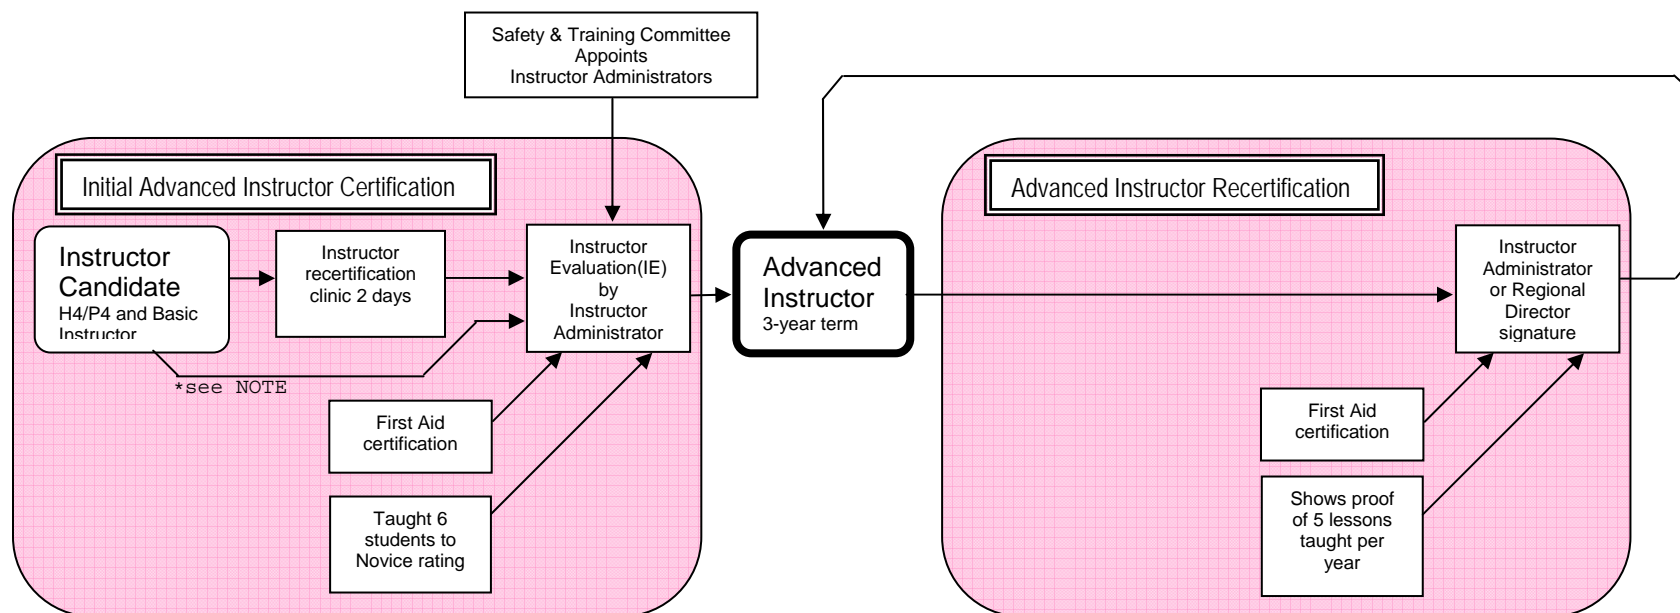 Safety & Training Committee
Appoints
Instructor Administrators
Initial Advanced Instructor Certification
Instructor
Candidate
H4/P4 and Basic
Instructor
Instructor
recertification
clinic 2 days
Instructor
Evaluation(IE)
by
Instructor
Administrator
*see NOTE
First Aid
certification
Taught 6
students to
Novice rating
Advanced
Instructor
3-year term
Advanced Instructor Recertification
Instructor
Administrator
or Regional
Director
signature
First Aid
certification
Shows proof
of 5 lessons
taught per
year